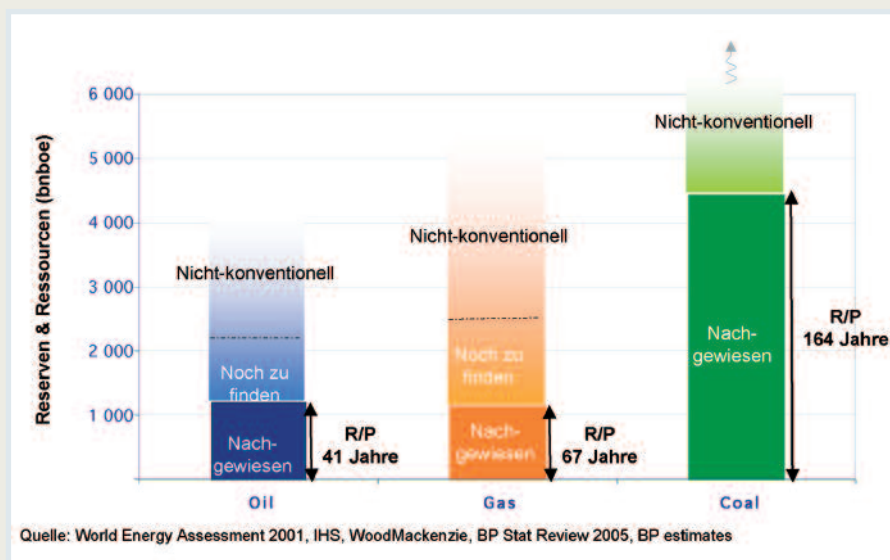 Reserven & Ressourcen (bnboe)
6 000
5 000
4 000
3 000
2 000
1 000
Nicht-konventionell
Noch zu
finden
Nach-
gewiesen
R/P
41 Jahre
Oil
Nicht-konventionell
Noch zu
finden
Nach-
gewiesen
R/P
67 Jahre
Gas
Nicht-konventionell
Nach-
gewiesen
R/P
164 Jahre
Coal
Quelle: World Energy Assessment 2001, IHS, WoodMackenzie, BP Stat Review 2005, BP estimates